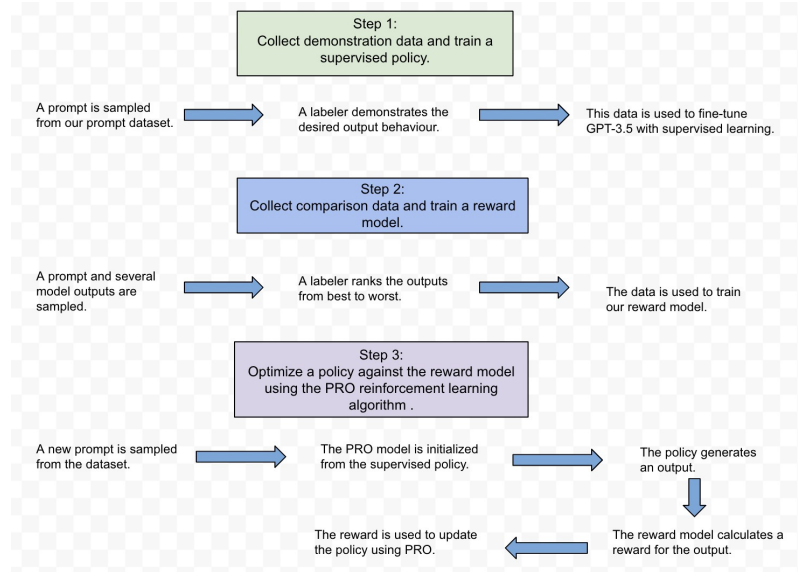 Step 1:
Collect demonstration data and train a
supervised policy.
A prompt is sampled
from our prompt dataset.
A labeler demonstrates the
desired output behaviour.
This data is used to fine-tune
GPT-3.5 with supervised learning.
Step 2:
Collect comparison data and train a reward
model.
A prompt and several
model outputs are
sampled.
A labeler ranks the outputs
from best to worst.
The data is used to train
our reward model.
Step 3:
Optimize a policy against the reward model
using the PRO reinforcement learning
algorithm .
A new prompt is sampled
from the dataset.
The PRO model is initialized
from the supervised policy.
The policy generates
an output.
The reward model calculates a
reward for the output.
The reward is used to update
the policy using PRO.